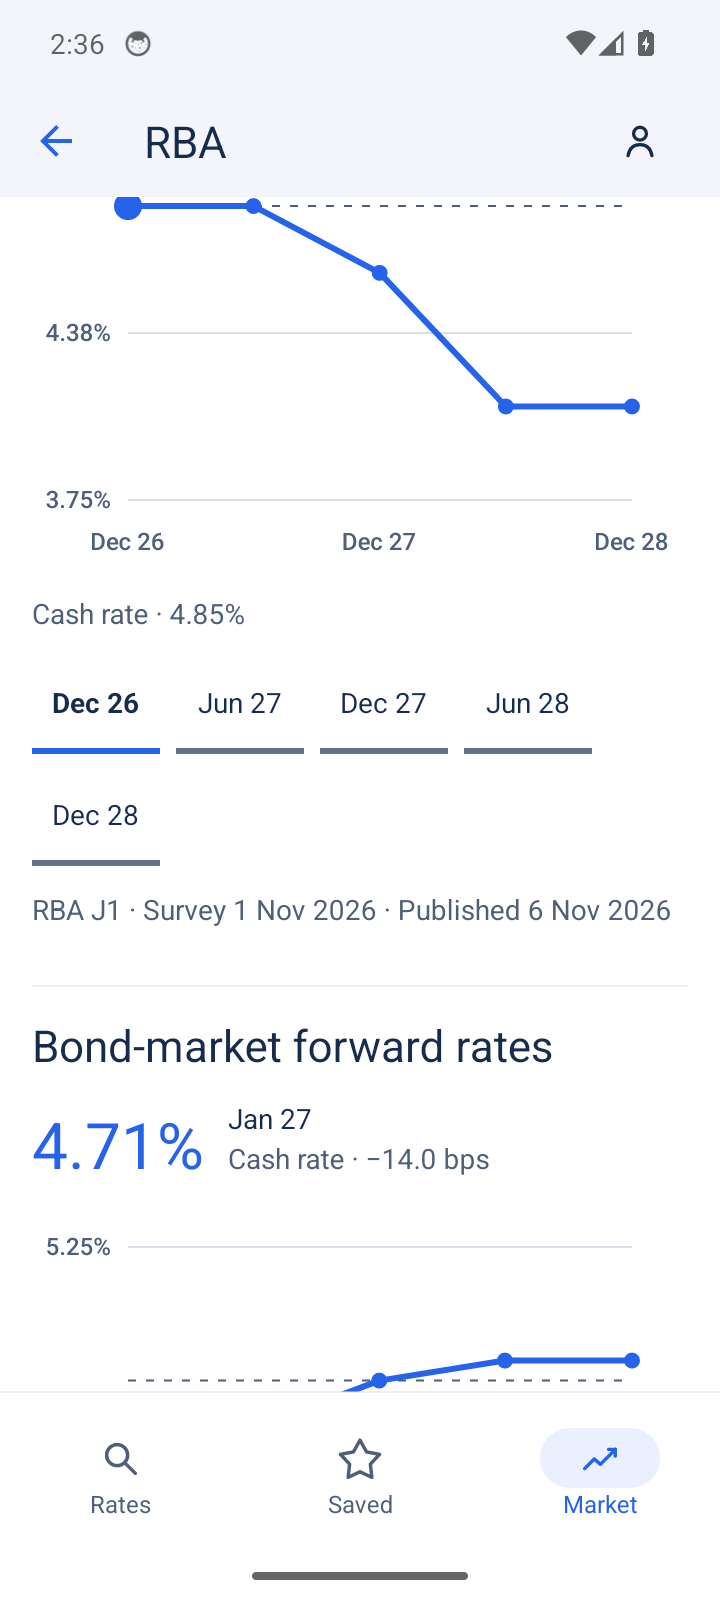 2:36
RBA
4.38%
3.75%
Dec 26 Dec 27 Dec 28
Cash rate · 4.85%
Dec 26 Jun 27 Dec 27 Jun 28
Dec 28
RBA J1 · Survey 1 Nov 2026 · Published 6 Nov 2026
Bond-market forward rates
4.71%
Jan 27
Cash rate · −14.0 bps
5.25%
Rates Saved Market